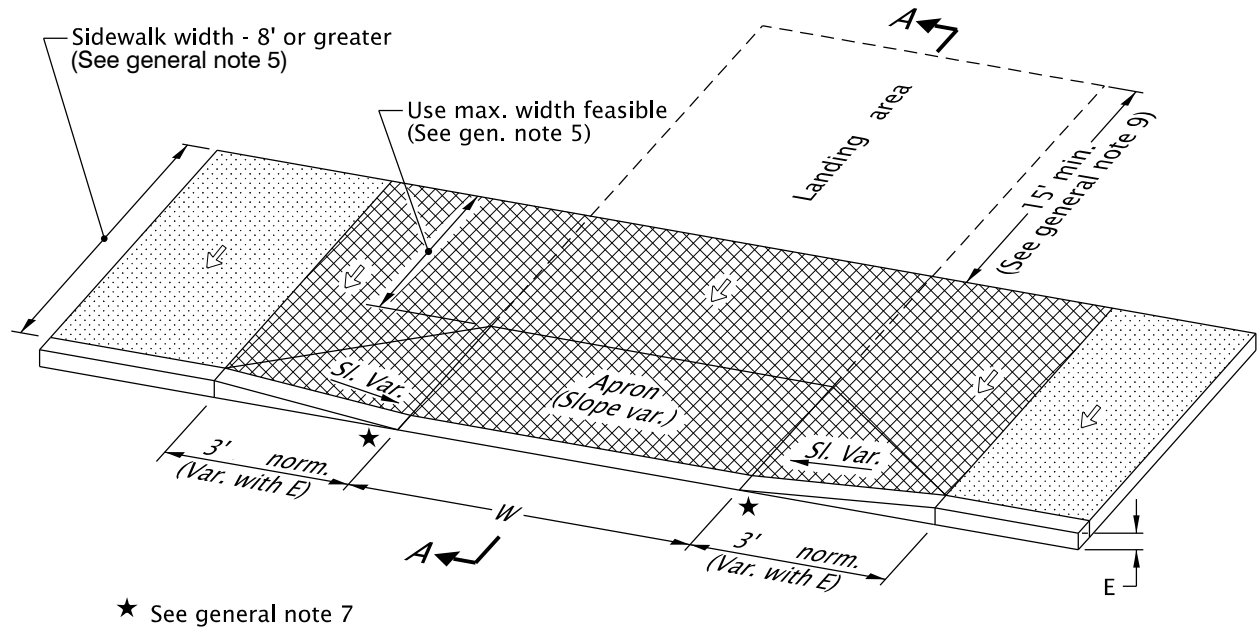 A
Sidewalk width - 8' or greater
(See general note 5)
Use max. width feasible
(See gen. note 5)
Landing area
15' min.
(See general note 9)
Sl. Var.
Apron
(Slope var.)
Sl. Var.
3' norm.
(Var. with E)
W
A
3' norm.
(Var. with E)
E
★ See general note 7